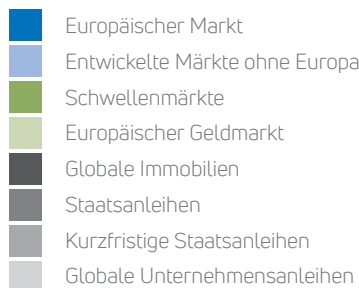 Europäischer Markt
Entwickelte Märkte ohne Europa
Schwellenmärkte
Europäischer Geldmarkt
Globale Immobilien
Staatsanleihen
Kurzfristige Staatsanleihen
Globale Unternehmensanleihen